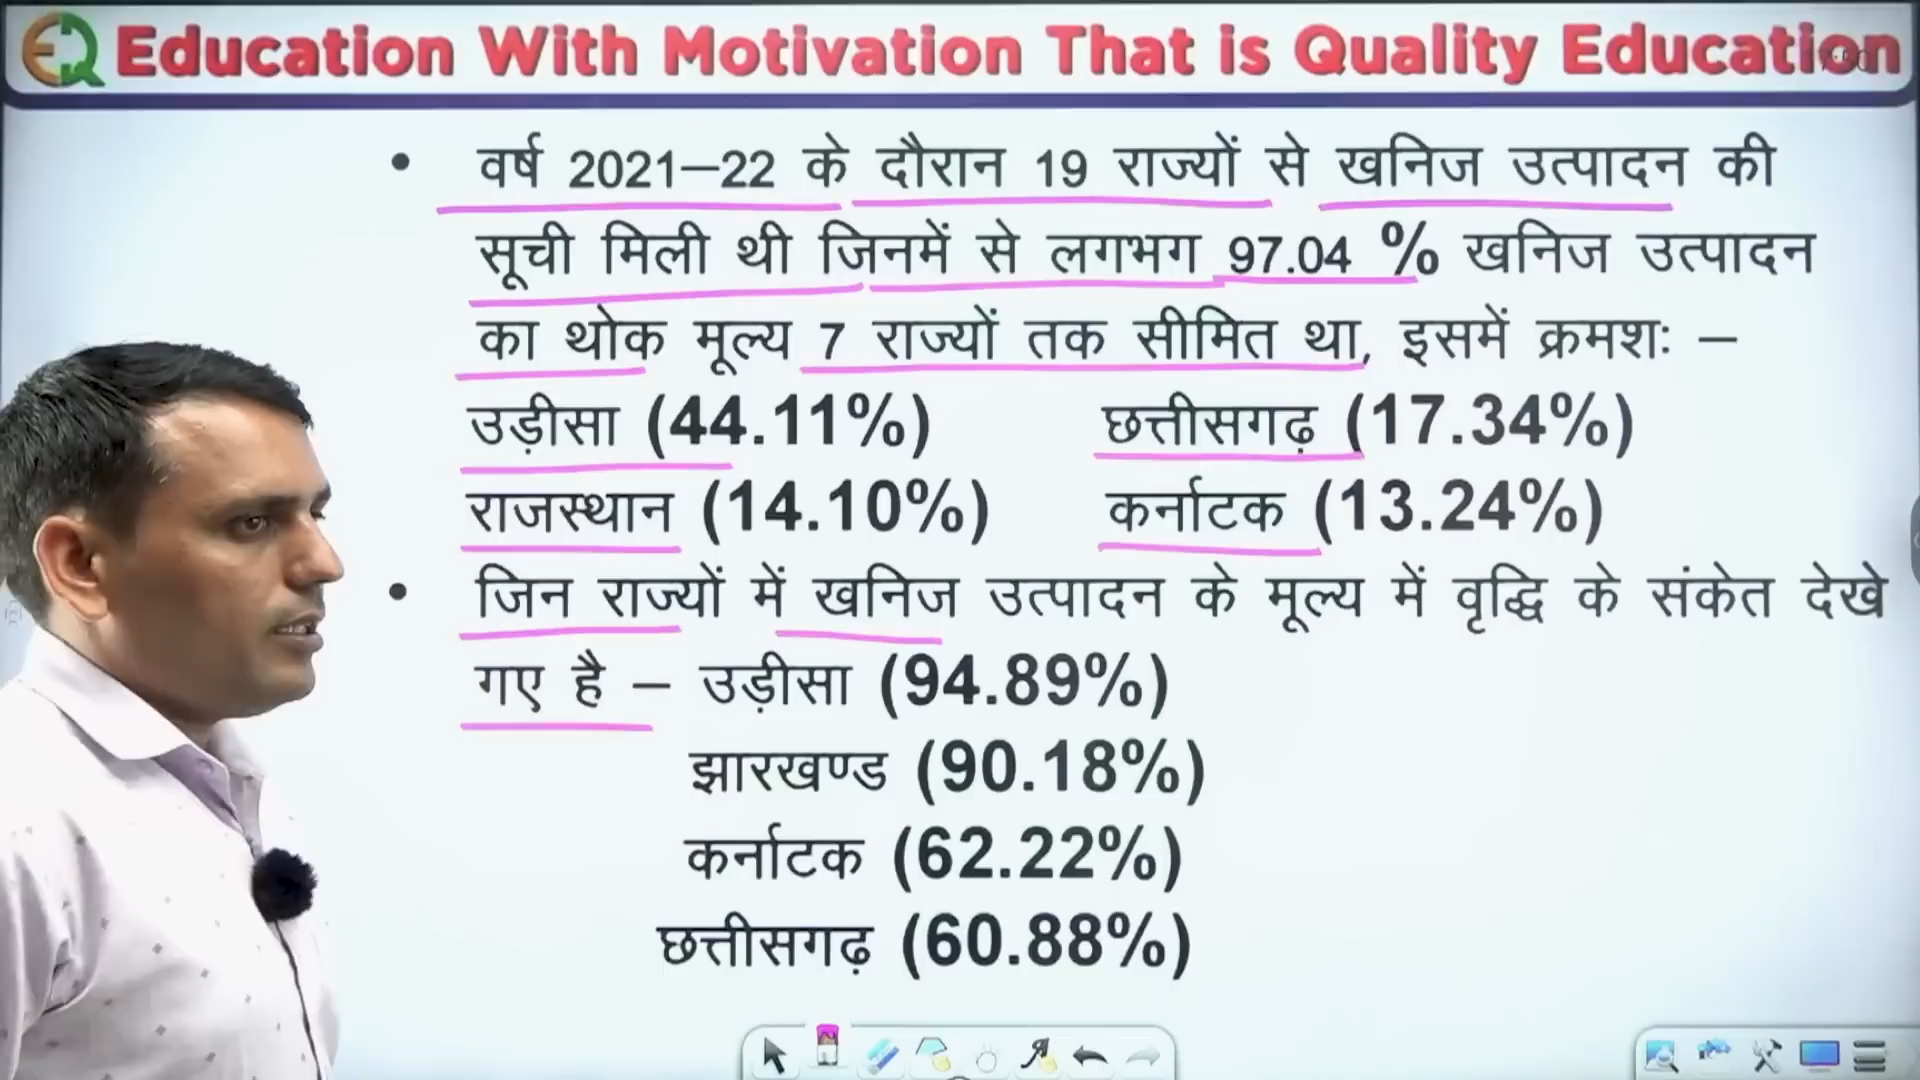 EQ Education With Motivation That is Quality Education
• वर्ष 2021–22 के दौरान 19 राज्यों से खनिज उत्पादन की
सूची मिली थी जिनमें से लगभग 97.04 % खनिज उत्पादन
का थोक मूल्य 7 राज्यों तक सीमित था, इसमें क्रमशः –
उड़ीसा (44.11%) छत्तीसगढ़ (17.34%)
राजस्थान (14.10%) कर्नाटक (13.24%)
• जिन राज्यों में खनिज उत्पादन के मूल्य में वृद्धि के संकेत देखे
गए है – उड़ीसा (94.89%)
झारखण्ड (90.18%)
कर्नाटक (62.22%)
छत्तीसगढ़ (60.88%)